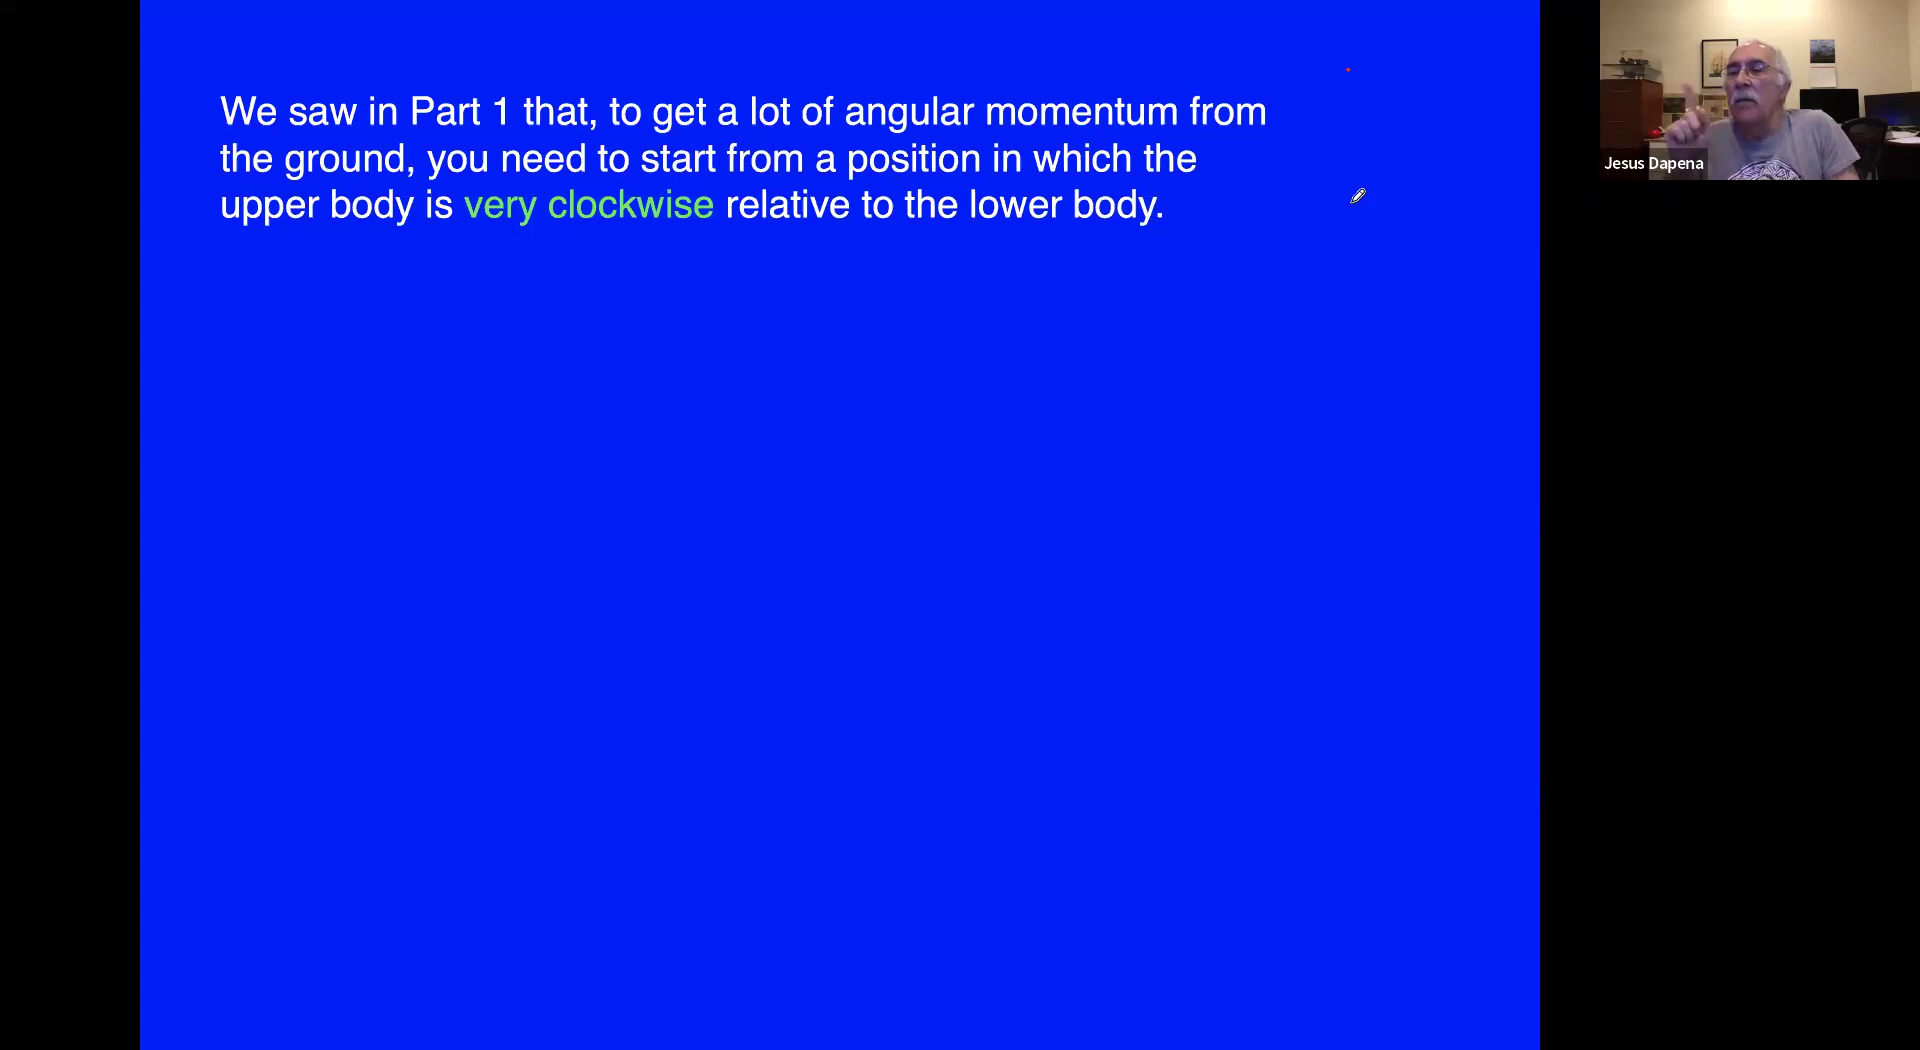 We saw in Part 1 that, to get a lot of angular momentum from
the ground, you need to start from a position in which the
upper body is very clockwise relative to the lower body.
Jesus Dapena